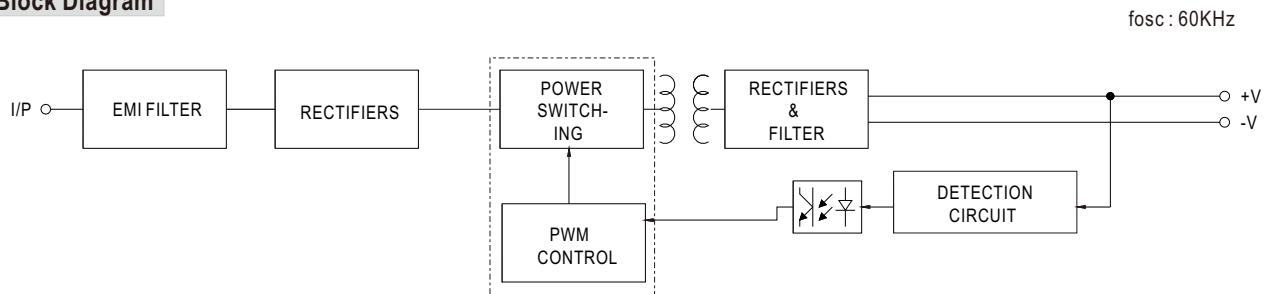 Block Diagram
fosc : 60KHz
I/P
EMI FILTER
RECTIFIERS
POWER
SWITCH-
ING
RECTIFIERS
&
FILTER
+V
-V
DETECTION
CIRCUIT
PWM
CONTROL